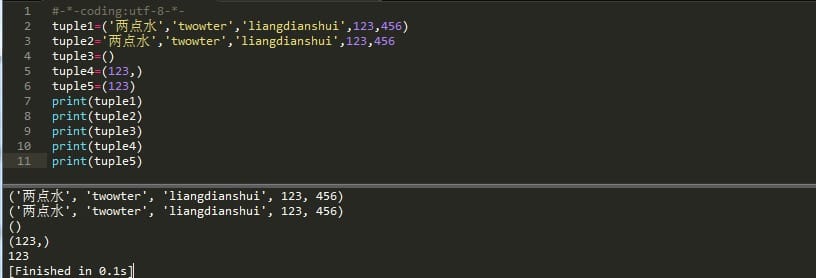 1 #-*-coding:utf-8-*-
2 tuple1=('两点水','twowter','liangdianshui',123,456)
3 tuple2='两点水','twowter','liangdianshui',123,456
4 tuple3=()
5 tuple4=(123,)
6 tuple5=(123)
7 print(tuple1)
8 print(tuple2)
9 print(tuple3)
10 print(tuple4)
11 print(tuple5)
('两点水', 'twowter', 'liangdianshui', 123, 456)
('两点水', 'twowter', 'liangdianshui', 123, 456)
()
(123,)
123
[Finished in 0.1s]